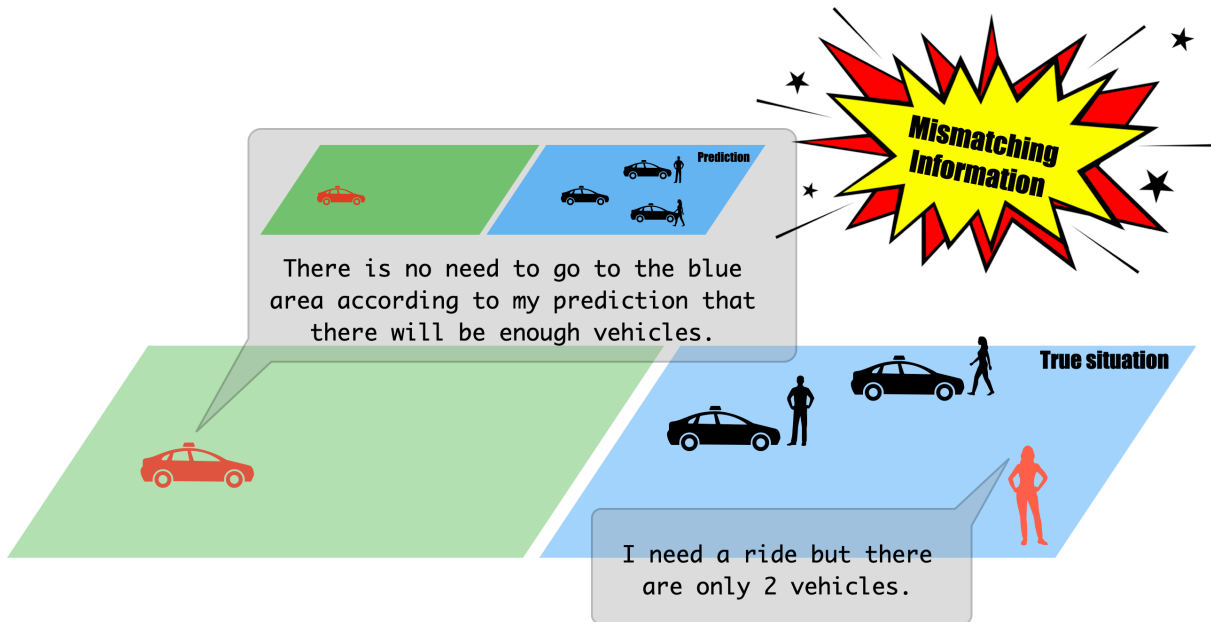 Mismatching
Information
Prediction
There is no need to go to the blue
area according to my prediction that
there will be enough vehicles.
True situation
I need a ride but there
are only 2 vehicles.